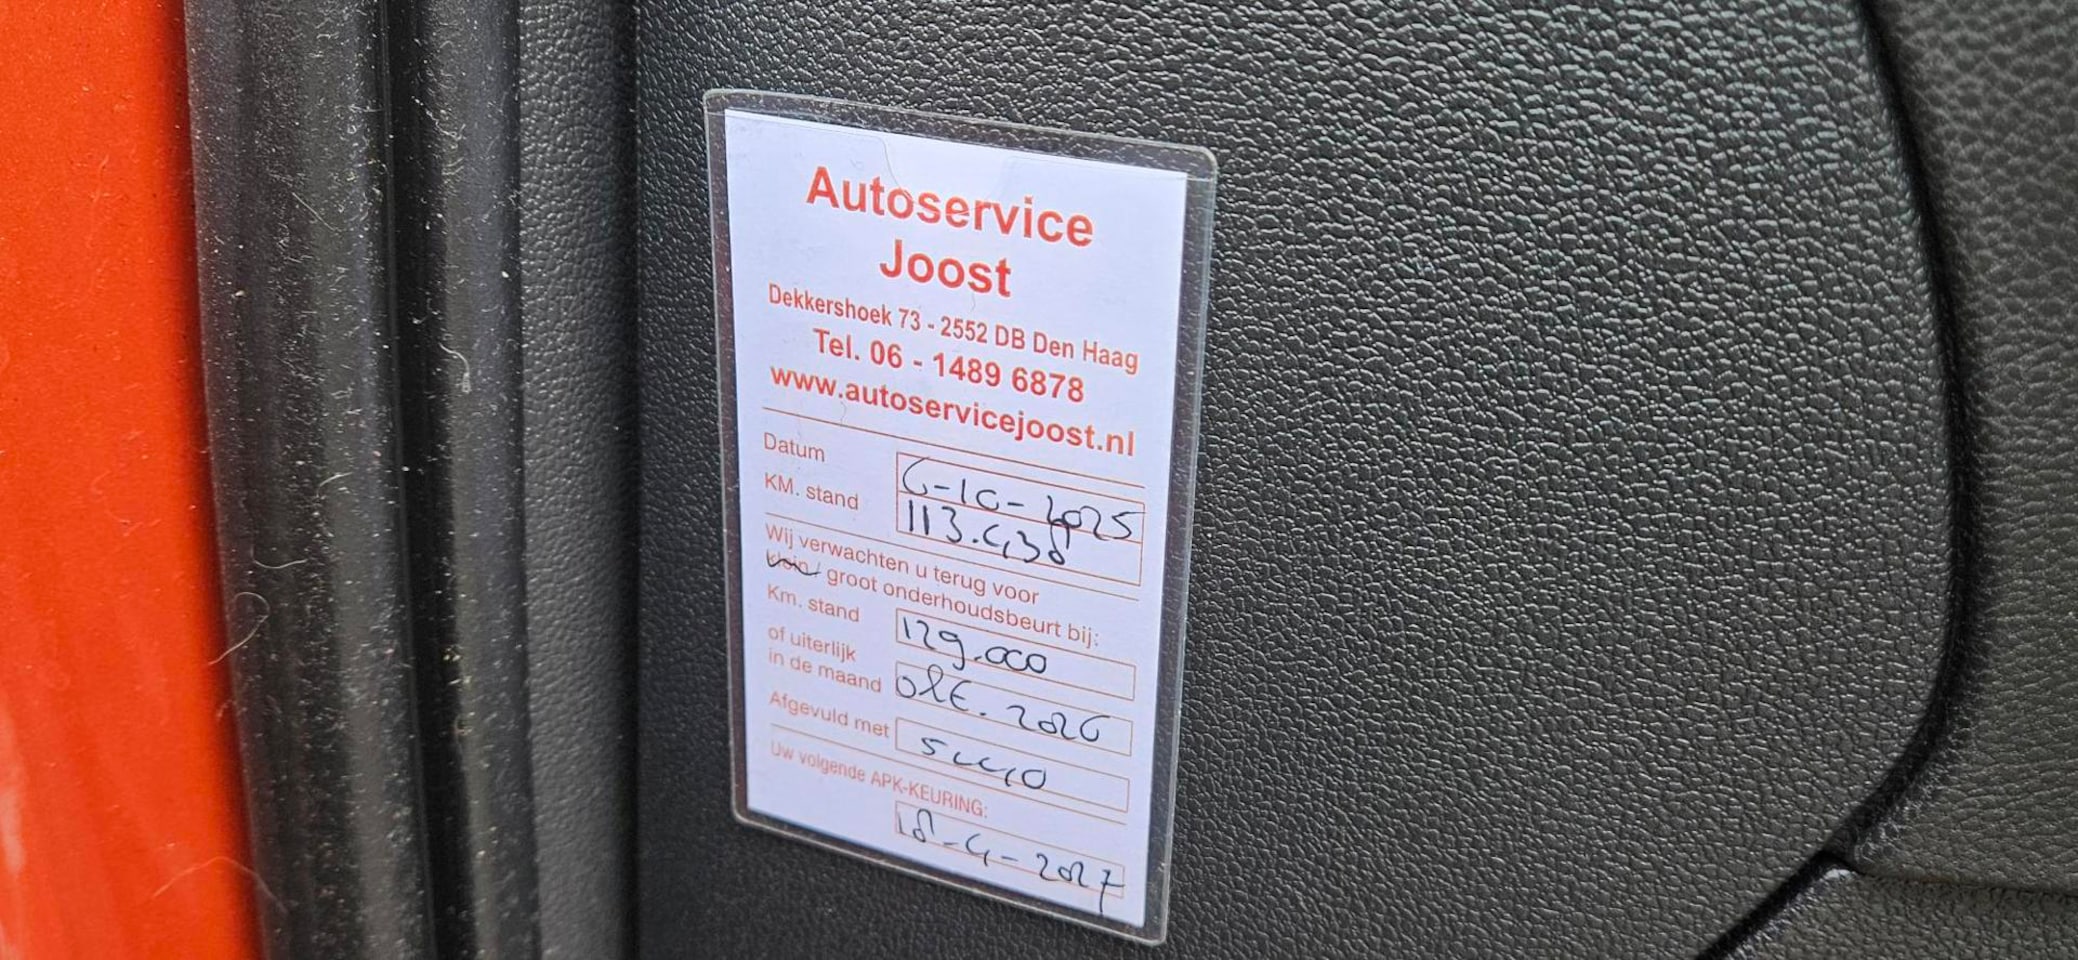 Autoservice
Joost
Dekkershoek 73 - 2552 DB Den Haag
Tel. 06 - 1489 6878
www.autoservicejoost.nl
Datum 6-10-2025
KM. stand 113.430
Wij verwachten u terug voor
klein / groot onderhoudsbeurt bij:
Km. stand 129.000
of uiterlijk
in de maand okt. 2026
Afgevuld met 5w40
Uw volgende APK-KEURING:
18-4-2027